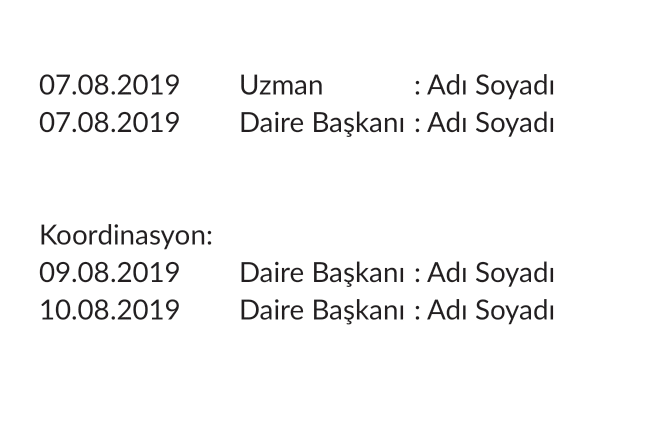 07.08.2019 Uzman : Adı Soyadı
07.08.2019 Daire Başkanı : Adı Soyadı
Koordinasyon:
09.08.2019 Daire Başkanı : Adı Soyadı
10.08.2019 Daire Başkanı : Adı Soyadı